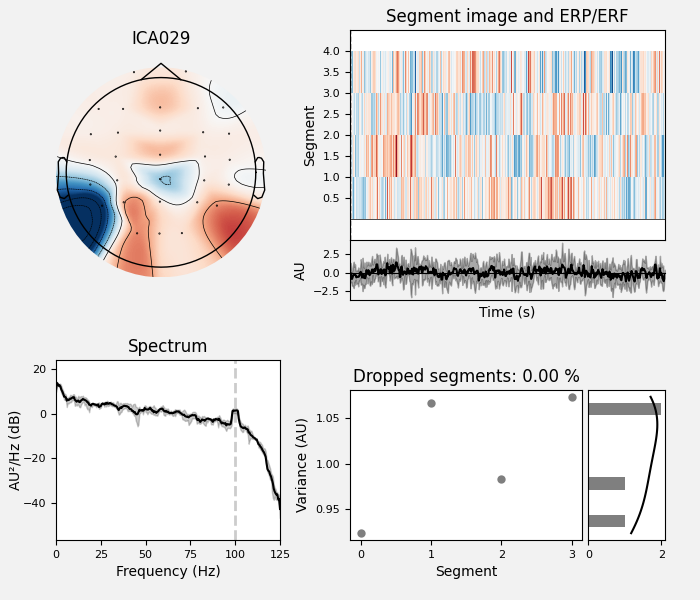 ICA029
Segment image and ERP/ERF
Segment
4.0
3.5
3.0
2.5
2.0
1.5
1.0
0.5
AU
2.5
0.0
−2.5
Time (s)
Spectrum
AU²/Hz (dB)
20
0
−20
−40
0 25 50 75 100 125
Frequency (Hz)
Dropped segments: 0.00 %
Variance (AU)
1.05
1.00
0.95
0 1 2 3
Segment
0 2